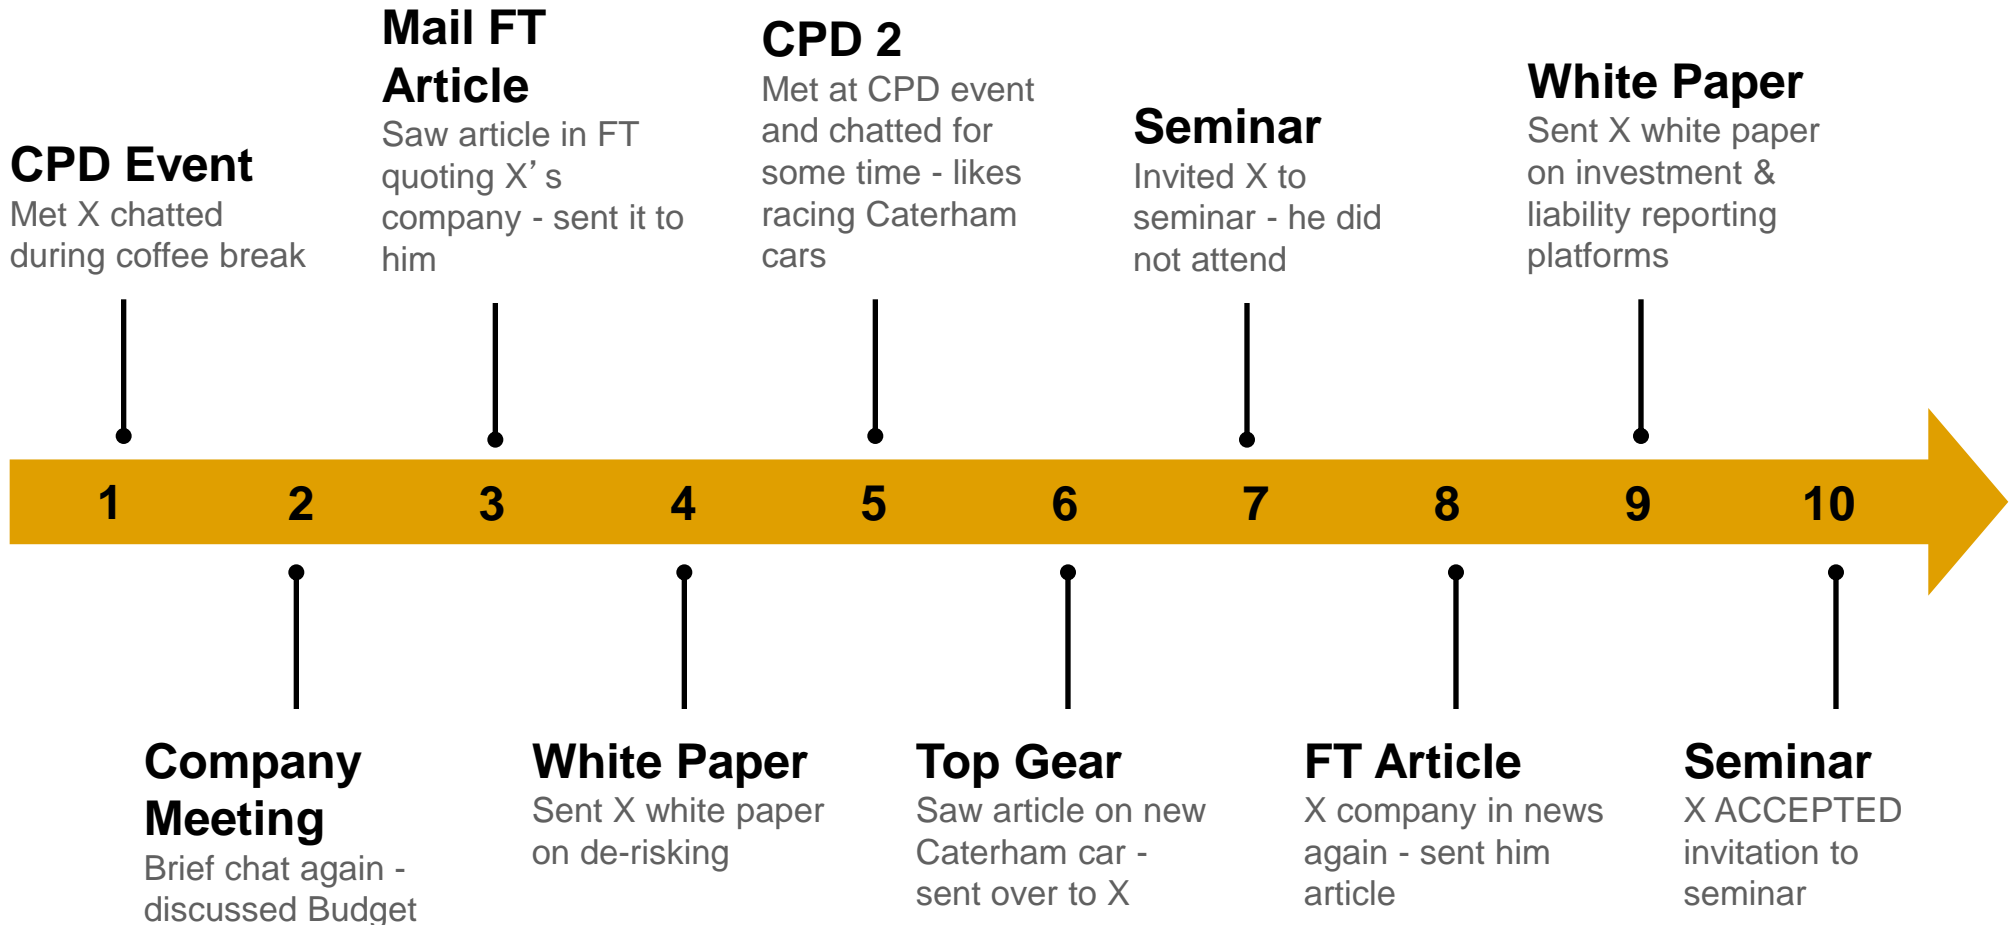 CPD Event
Met X chatted
during coffee break
Mail FT
Article
Saw article in FT
quoting X’s
company - sent it to
him
CPD 2
Met at CPD event
and chatted for
some time - likes
racing Caterham
cars
Seminar
Invited X to
seminar - he did
not attend
White Paper
Sent X white paper
on investment &
liability reporting
platforms
1 2 3 4 5 6 7 8 9 10
Company
Meeting
Brief chat again -
discussed Budget
White Paper
Sent X white paper
on de-risking
Top Gear
Saw article on new
Caterham car -
sent over to X
FT Article
X company in news
again - sent him
article
Seminar
X ACCEPTED
invitation to
seminar